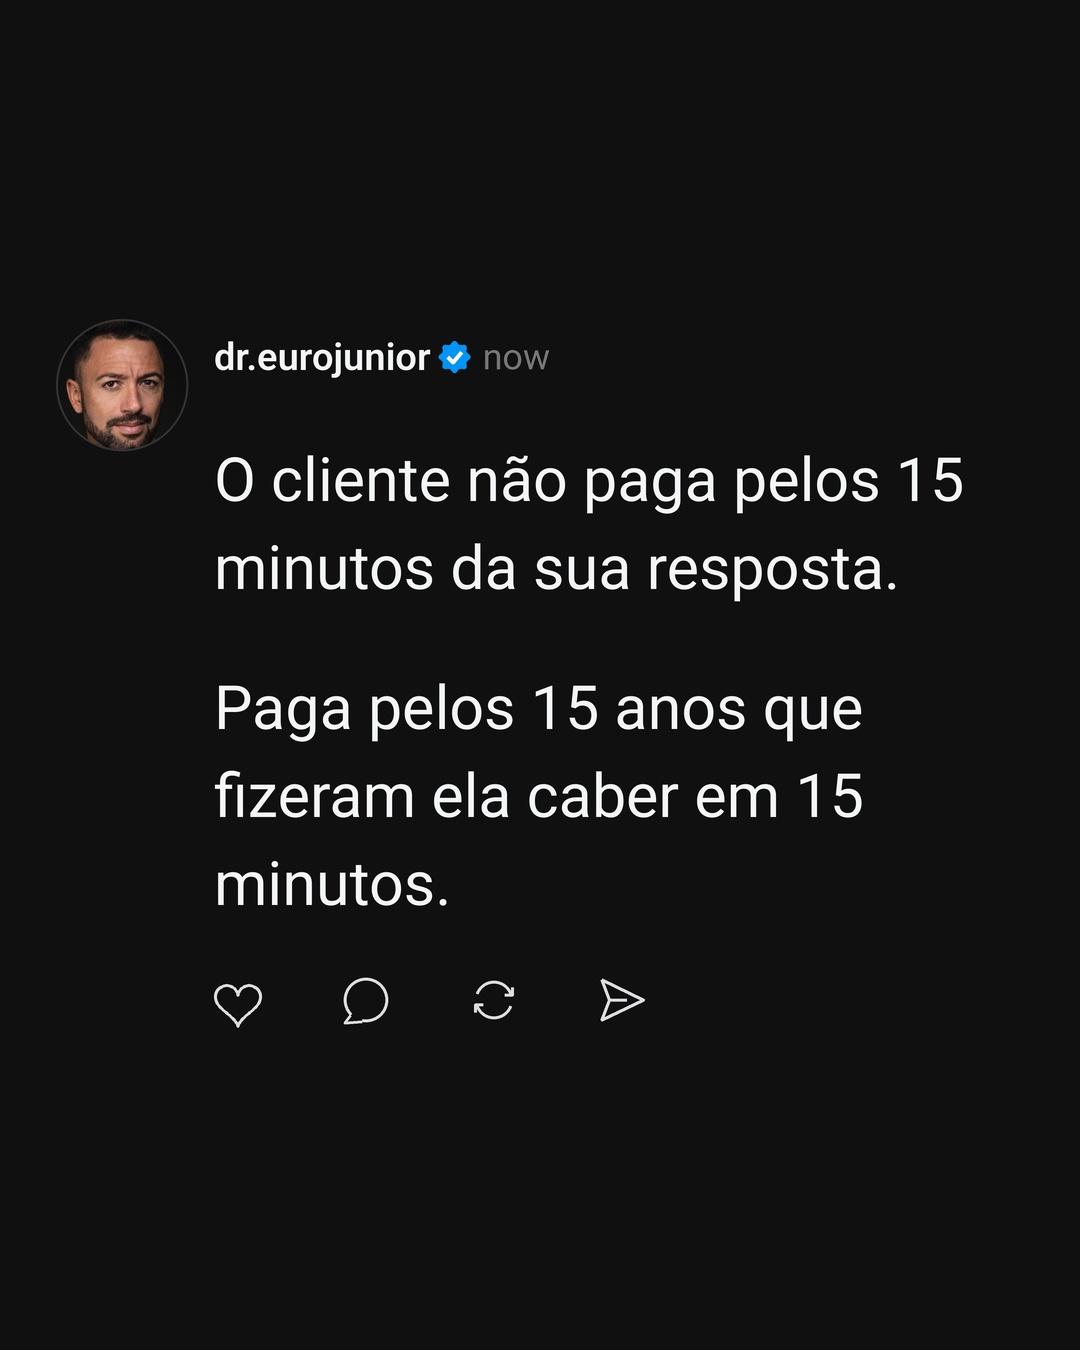 dr.eurojunior now
O cliente não paga pelos 15
minutos da sua resposta.
Paga pelos 15 anos que
fizeram ela caber em 15
minutos.